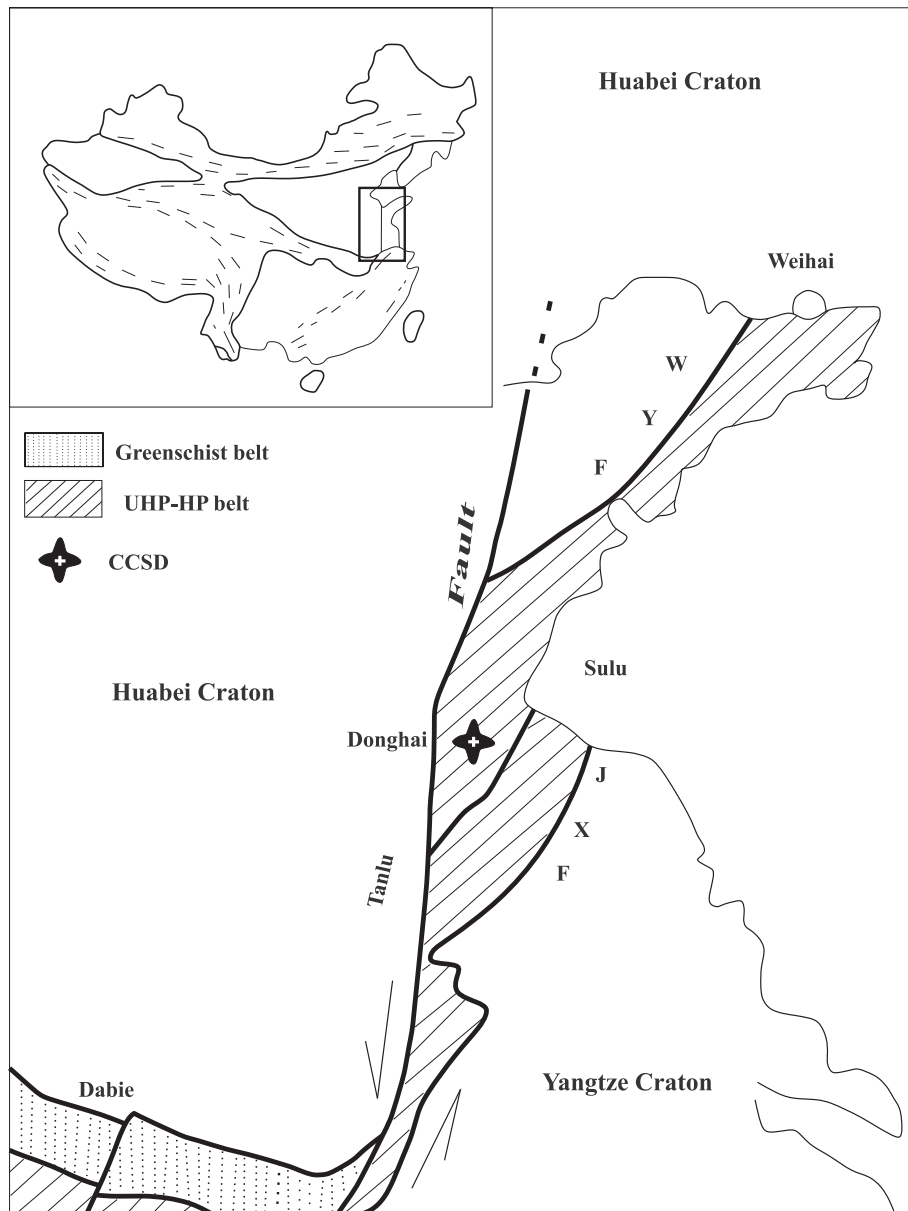 Huabei Craton
Weihai
W
Y
F
Greenschist belt
UHP-HP belt
CCSD
Fault
Sulu
Huabei Craton
Donghai
J
X
F
Tanlu
Dabie
Yangtze Craton